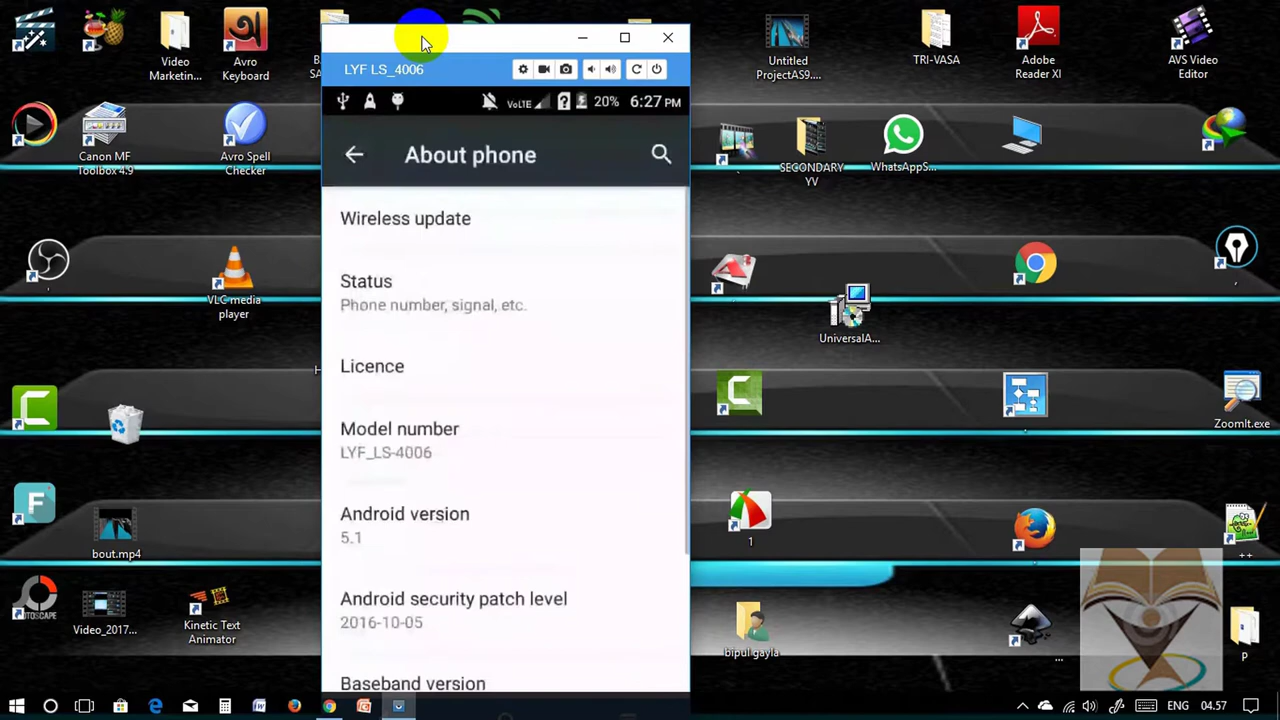 LYF LS_4006
VoLTE 20% 6:27 PM
About phone
Wireless update
Status
Phone number, signal, etc.
Licence
Model number
LYF_LS-4006
Android version
5.1
Android security patch level
2016-10-05
Baseband version
Video
Marketin...
Avro
Keyboard
Canon MF
Toolbox 4.9
Avro Spell
Checker
VLC media
player
bout.mp4
Video_2017...
Kinetic Text
Animator
Untitled
ProjectAS9....
TRI-VASA
Adobe
Reader XI
AVS Video
Editor
SECONDARY
YV
WhatsAppS...
UniversalA...
ZoomIt.exe
1
++
bipul gayla
...
p
ENG 04.57